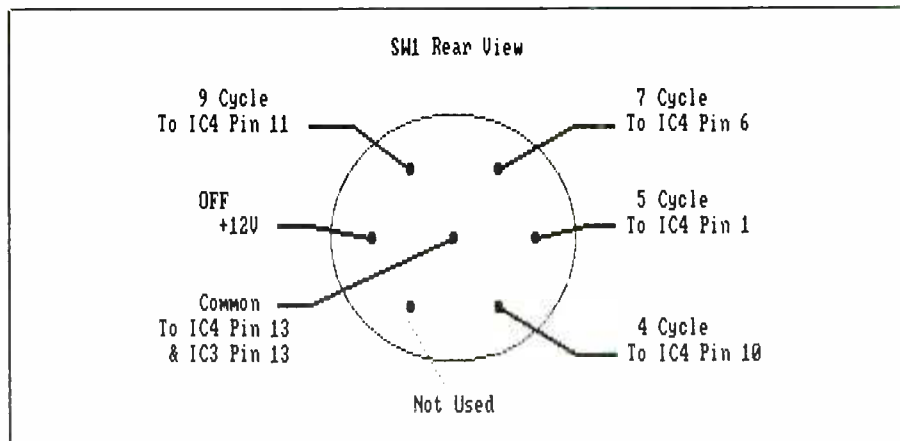 SW1 Rear View
9 Cycle
To IC4 Pin 11
7 Cycle
To IC4 Pin 6
OFF
+12V
5 Cycle
To IC4 Pin 1
Common
To IC4 Pin 13
& IC3 Pin 13
4 Cycle
To IC4 Pin 10
Not Used